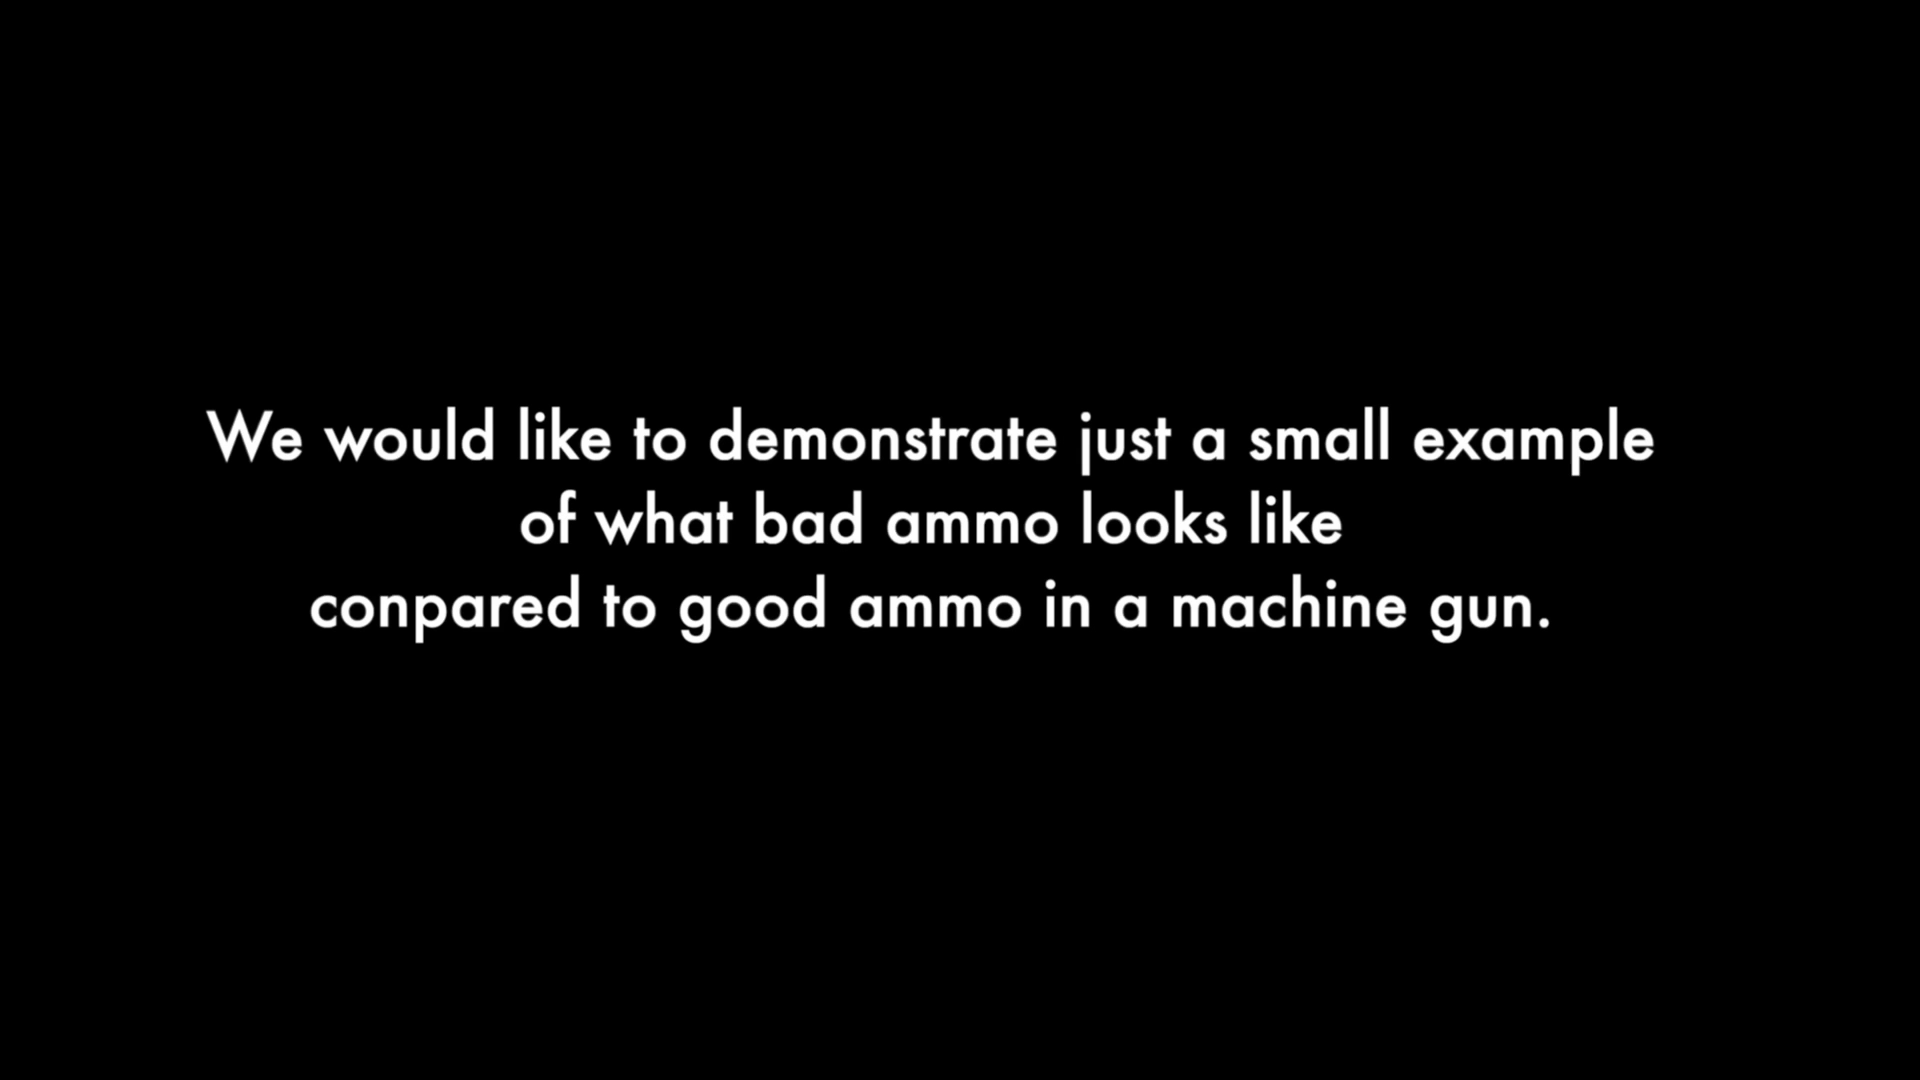 We would like to demonstrate just a small example
of what bad ammo looks like
conpared to good ammo in a machine gun.